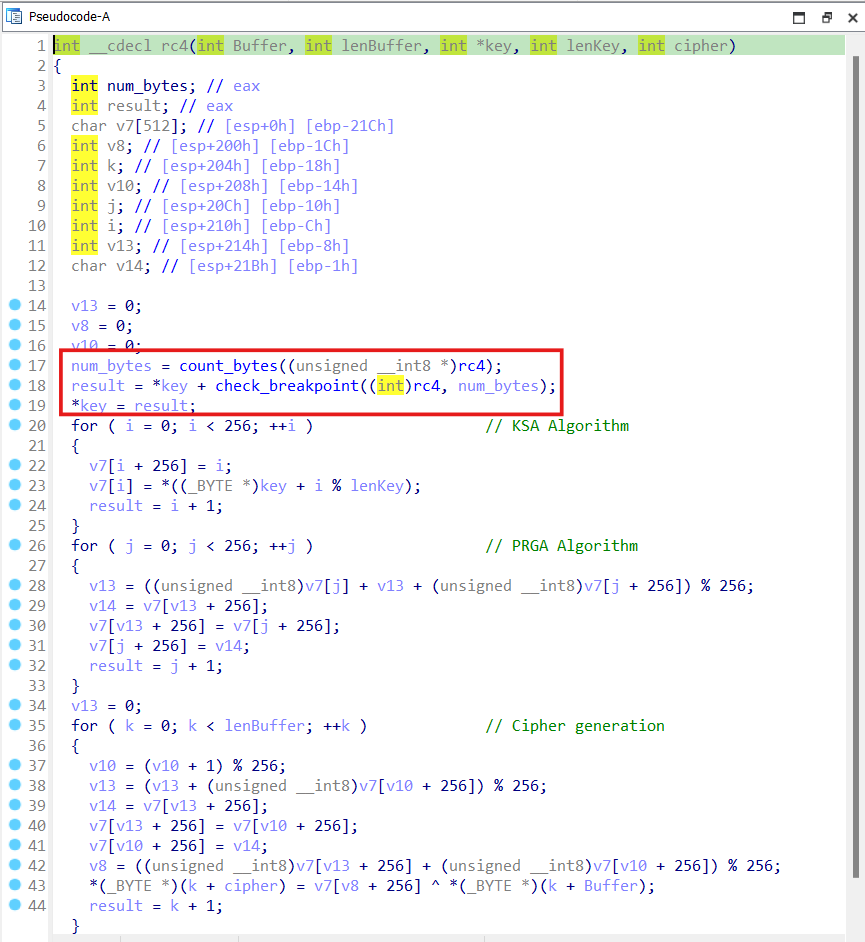 Pseudocode-A
1 int __cdecl rc4(int Buffer, int lenBuffer, int *key, int lenKey, int cipher)
2 {
3   int num_bytes; // eax
4   int result; // eax
5   char v7[512]; // [esp+0h] [ebp-21Ch]
6   int v8; // [esp+200h] [ebp-1Ch]
7   int k; // [esp+204h] [ebp-18h]
8   int v10; // [esp+208h] [ebp-14h]
9   int j; // [esp+20Ch] [ebp-10h]
10   int i; // [esp+210h] [ebp-Ch]
11   int v13; // [esp+214h] [ebp-8h]
12   char v14; // [esp+21Bh] [ebp-1h]
13
14   v13 = 0;
15   v8 = 0;
16   v10 = 0;
17   num_bytes = count_bytes((unsigned __int8 *)rc4);
18   result = *key + check_breakpoint((int)rc4, num_bytes);
19   *key = result;
20   for ( i = 0; i < 256; ++i ) // KSA Algorithm
21   {
22     v7[i + 256] = i;
23     v7[i] = *((_BYTE *)key + i % lenKey);
24     result = i + 1;
25   }
26   for ( j = 0; j < 256; ++j ) // PRGA Algorithm
27   {
28     v13 = ((unsigned __int8)v7[j] + v13 + (unsigned __int8)v7[j + 256]) % 256;
29     v14 = v7[v13 + 256];
30     v7[v13 + 256] = v7[j + 256];
31     v7[j + 256] = v14;
32     result = j + 1;
33   }
34   v13 = 0;
35   for ( k = 0; k < lenBuffer; ++k ) // Cipher generation
36   {
37     v10 = (v10 + 1) % 256;
38     v13 = (v13 + (unsigned __int8)v7[v10 + 256]) % 256;
39     v14 = v7[v13 + 256];
40     v7[v13 + 256] = v7[v10 + 256];
41     v7[v10 + 256] = v14;
42     v8 = ((unsigned __int8)v7[v13 + 256] + (unsigned __int8)v7[v10 + 256]) % 256;
43     *(_BYTE *)(k + cipher) = v7[v8 + 256] ^ *(_BYTE *)(k + Buffer);
44     result = k + 1;
}